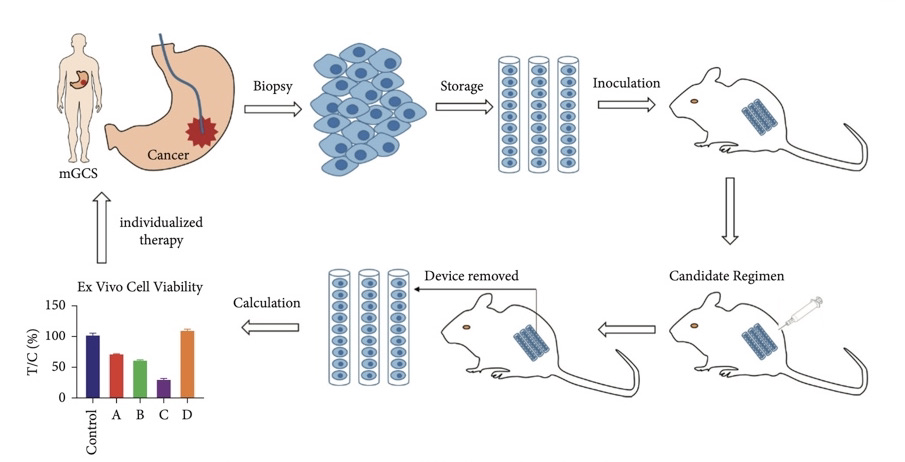 Biopsy
Storage
Inoculation
Cancer
mGCS
individualized
therapy
Candidate Regimen
Device removed
Calculation
Ex Vivo Cell Viability
T/C (%)
150
100
50
0
Control
A
B
C
D